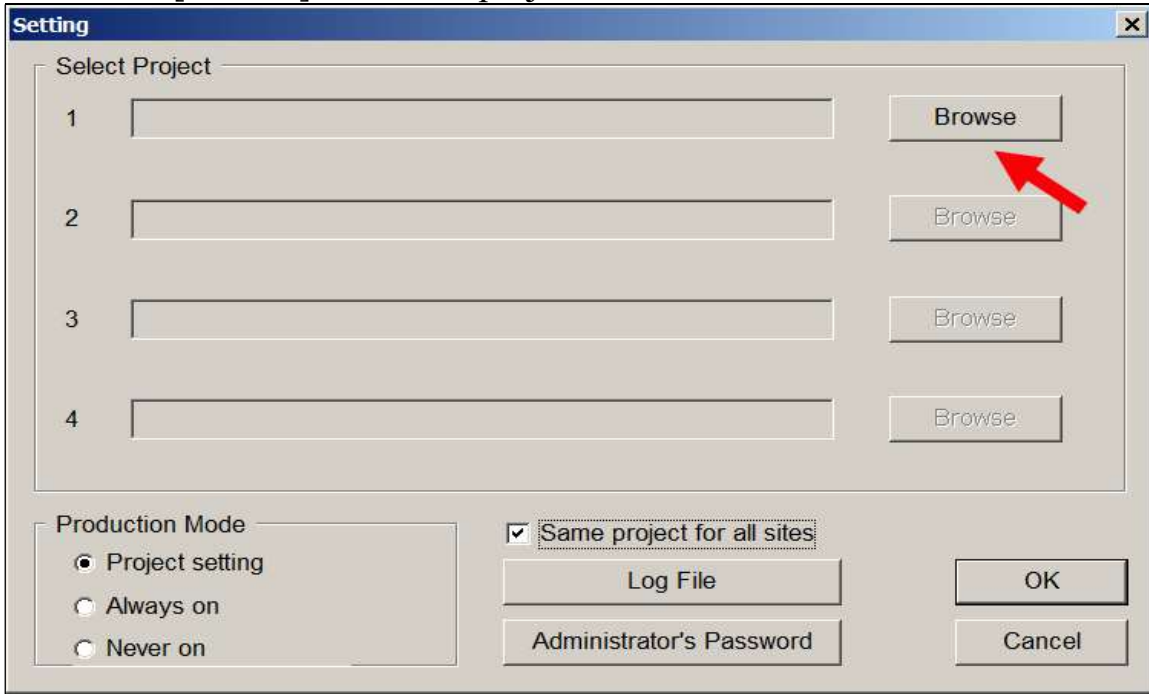 Setting
Select Project
1 Browse
2 Browse
3 Browse
4 Browse
Production Mode
Project setting
Always on
Never on
Same project for all sites
Log File
Administrator's Password
OK
Cancel